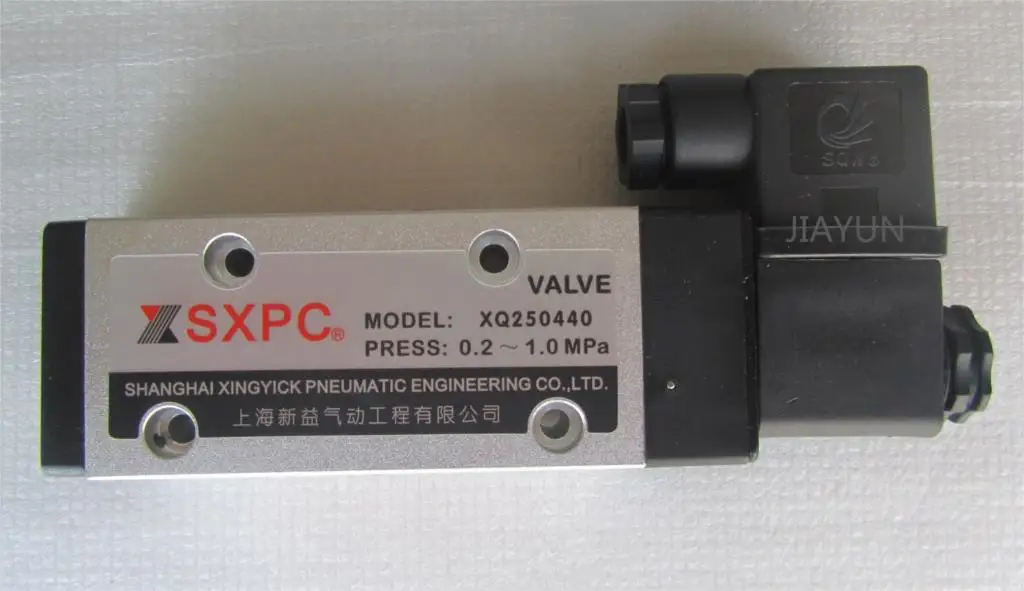 JIAYUN
VALVE
SXPC®
MODEL: XQ250440
PRESS: 0.2～1.0 MPa
SHANGHAI XINGYICK PNEUMATIC ENGINEERING CO.,LTD.
上海新益气动工程有限公司